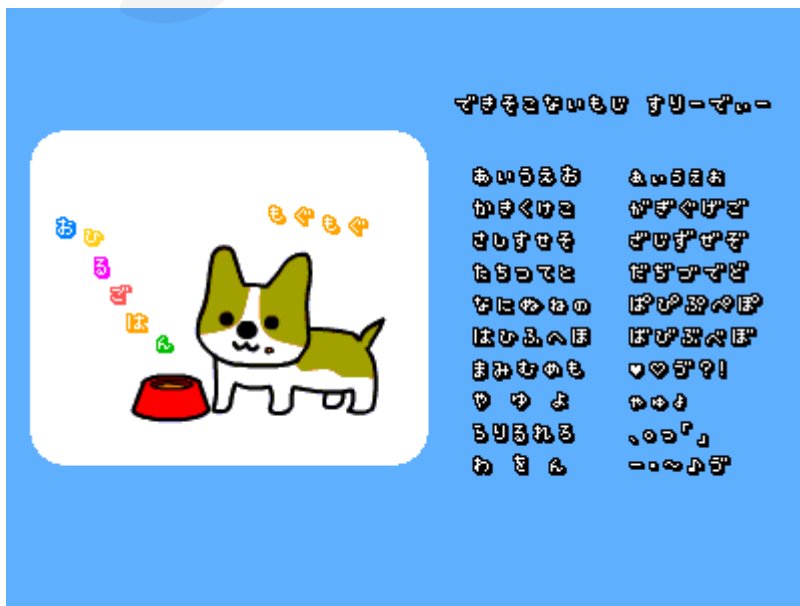 できそこないもじ すりーでぃー
もぐもぐ
おひるごはん
あいうえお ぁぃぅぇぉ
かきくけこ がぎぐげご
さしすせそ ざじずぜぞ
たちつてと だぢづでど
なにぬねの ぱぴぷぺぽ
はひふへほ ばびぶべぼ
まみむめも ♥♡ゔ?!
や ゆ よ ゃゅょ
らりるれろ 、。っ「」
わ を ん ー・~♪